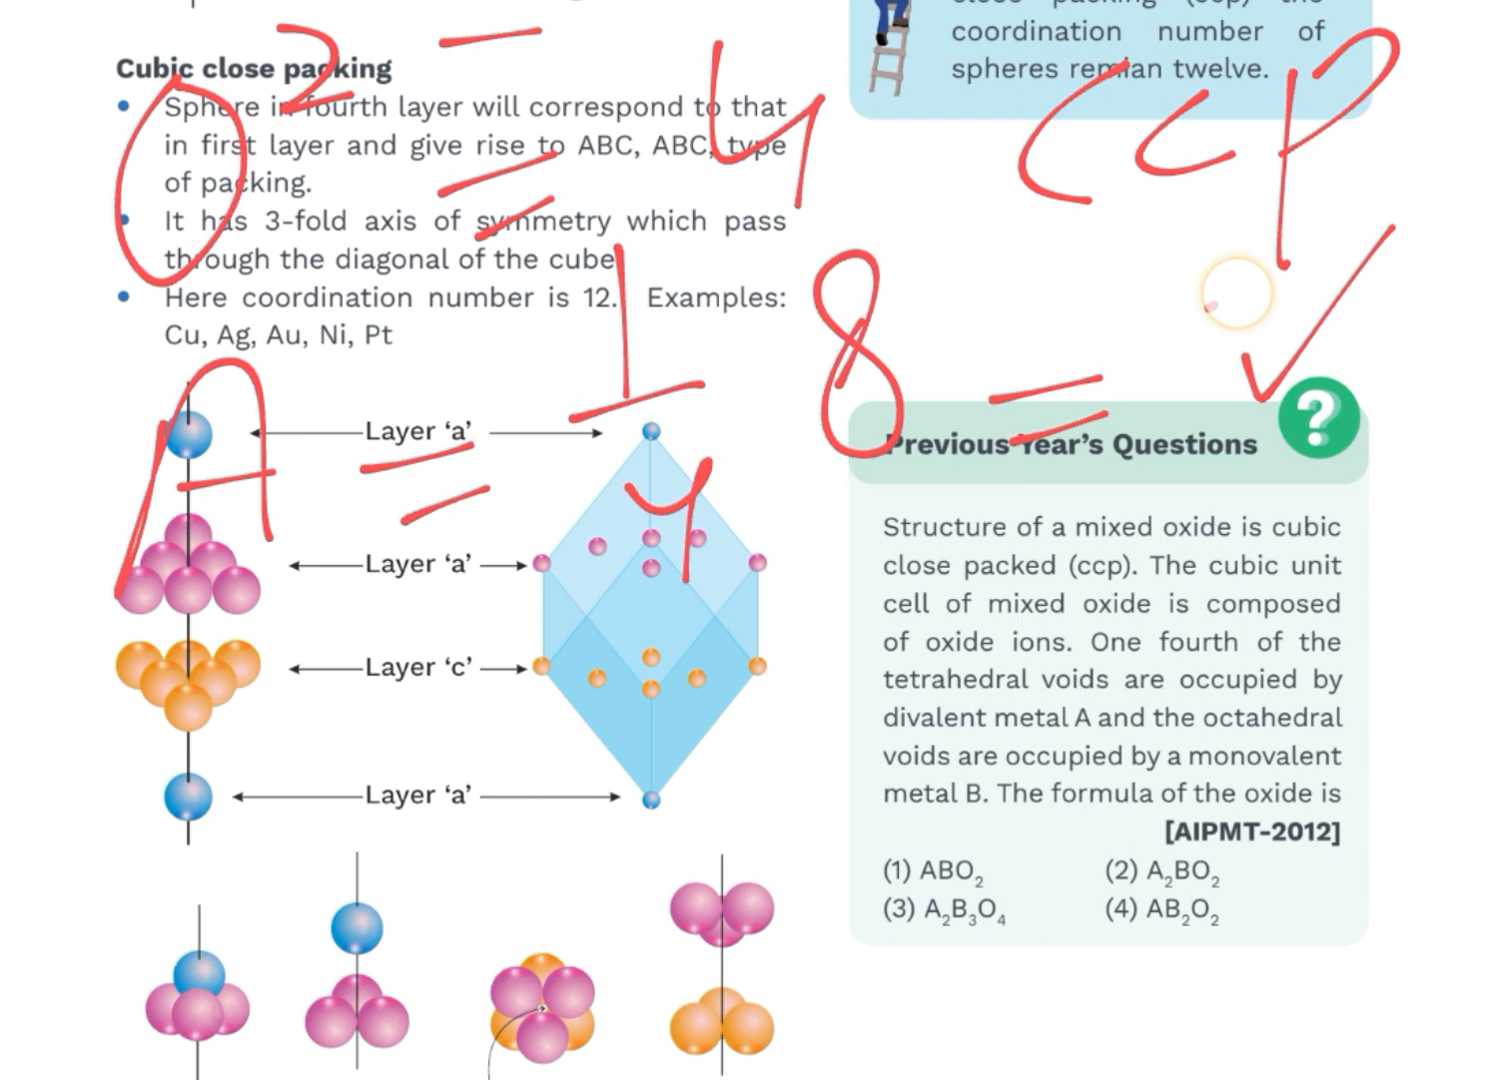 close packing (ccp) the
coordination number of
spheres remian twelve.
Cubic close packing
• Sphere in fourth layer will correspond to that
in first layer and give rise to ABC, ABC, type
of packing.
• It has 3-fold axis of symmetry which pass
through the diagonal of the cube
• Here coordination number is 12. Examples:
Cu, Ag, Au, Ni, Pt
O²⁻ = 4
ccp
A = 1/4 8 =
Layer ‘a’
Layer ‘a’
Layer ‘c’
Layer ‘a’
?
Previous Year’s Questions
Structure of a mixed oxide is cubic
close packed (ccp). The cubic unit
cell of mixed oxide is composed
of oxide ions. One fourth of the
tetrahedral voids are occupied by
divalent metal A and the octahedral
voids are occupied by a monovalent
metal B. The formula of the oxide is
[AIPMT-2012]
(1) ABO₂ (2) A₂BO₂
(3) A₂B₃O₄ (4) AB₂O₂